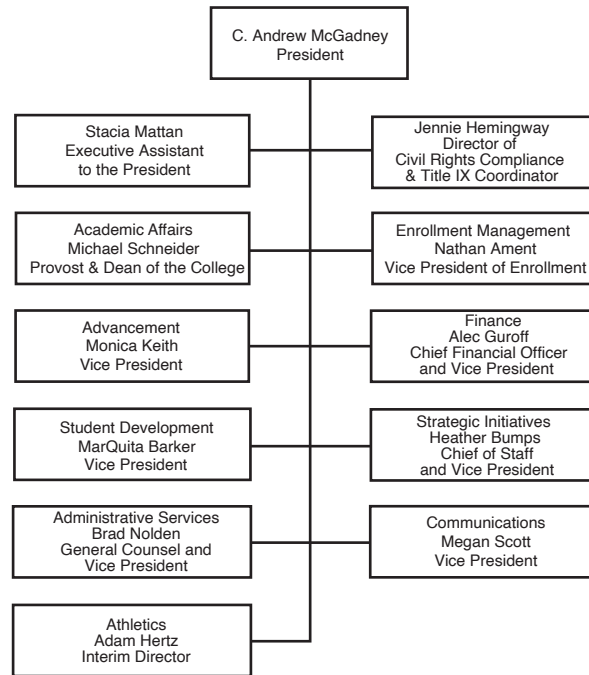 C. Andrew McGadney
President
Stacia Mattan
Executive Assistant
to the President
Jennie Hemingway
Director of
Civil Rights Compliance
& Title IX Coordinator
Academic Affairs
Michael Schneider
Provost & Dean of the College
Enrollment Management
Nathan Ament
Vice President of Enrollment
Advancement
Monica Keith
Vice President
Finance
Alec Guroff
Chief Financial Officer
and Vice President
Student Development
MarQuita Barker
Vice President
Strategic Initiatives
Heather Bumps
Chief of Staff
and Vice President
Administrative Services
Brad Nolden
General Counsel and
Vice President
Communications
Megan Scott
Vice President
Athletics
Adam Hertz
Interim Director